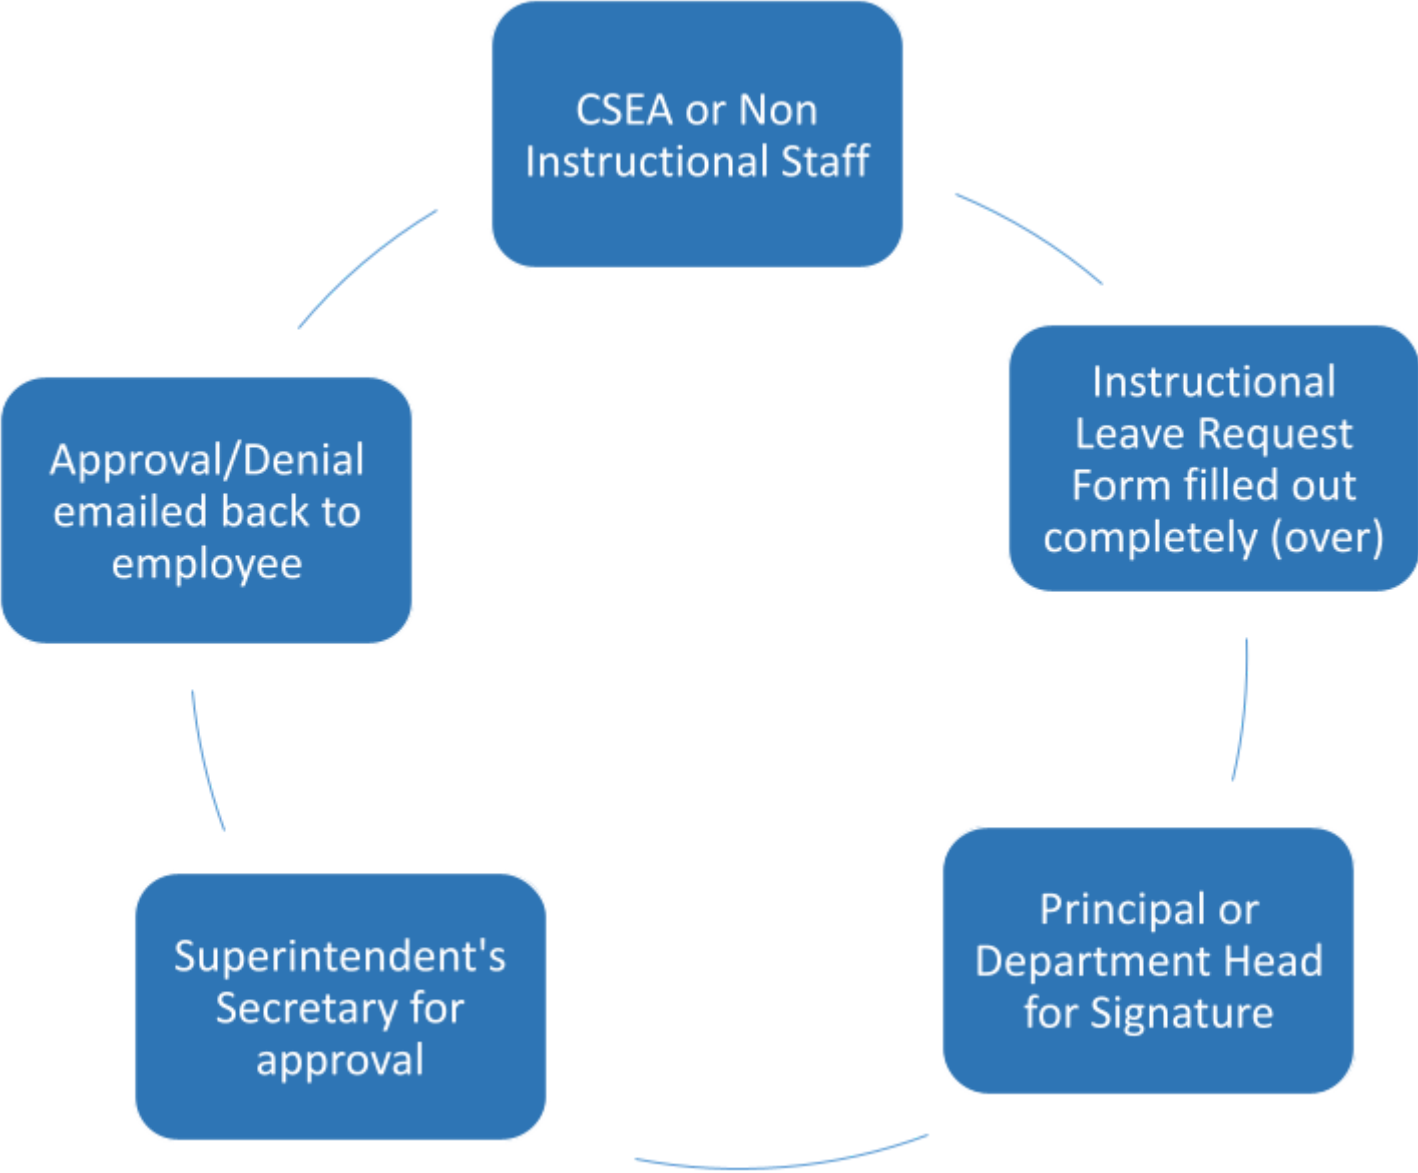 CSEA or Non
Instructional Staff
Instructional
Leave Request
Form filled out
completely (over)
Principal or
Department Head
for Signature
Superintendent's
Secretary for
approval
Approval/Denial
emailed back to
employee